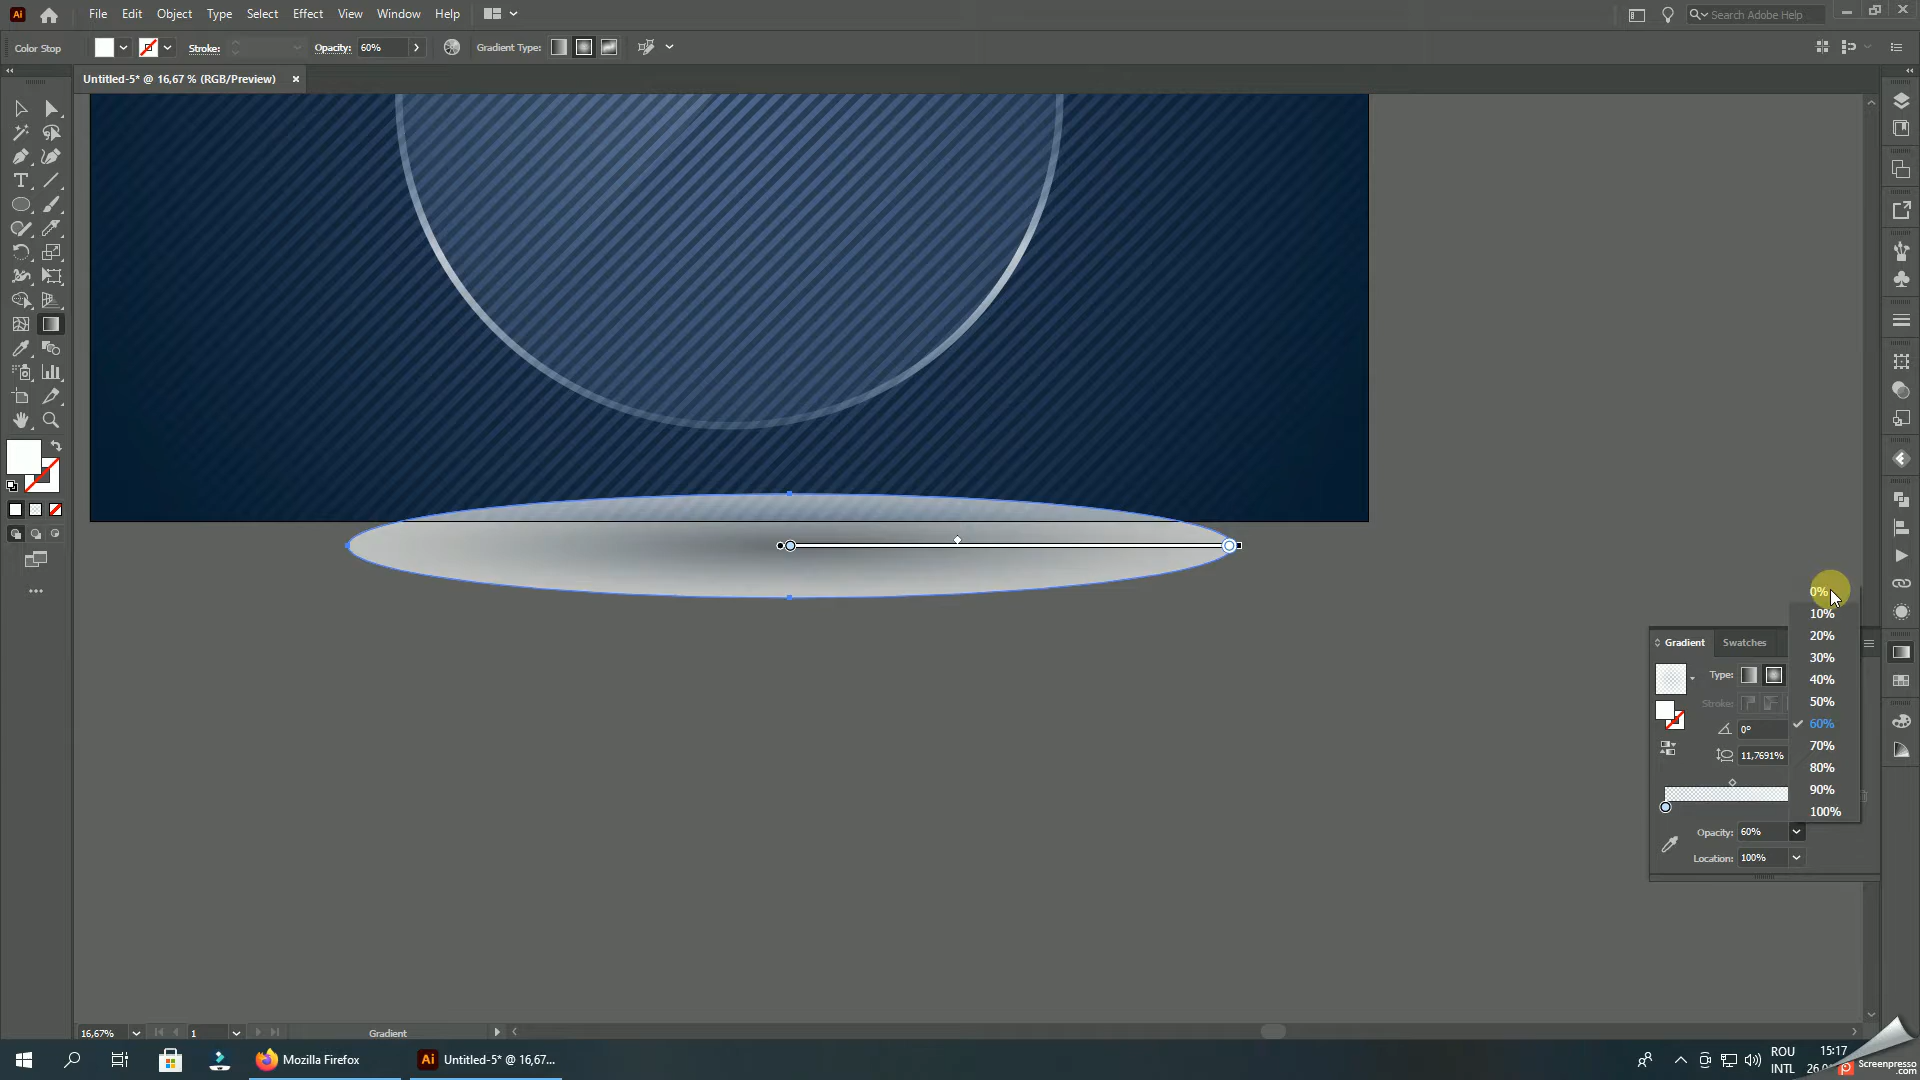 Ai File Edit Object Type Select Effect View Window Help Search Adobe Help
Color Stop Stroke: Opacity: 60% Gradient Type:
Untitled-5* @ 16,67 % (RGB/Preview) ×
0%
10%
20%
30%
40%
50%
60%
70%
80%
90%
100%
Gradient Swatches
Type:
Stroke:
0°
11,7691%
Opacity: 60%
Location: 100%
16,67% 1 Gradient
Mozilla Firefox
Ai Untitled-5* @ 16,67...
ROU
INTL
15:17
Screenpresso
.com